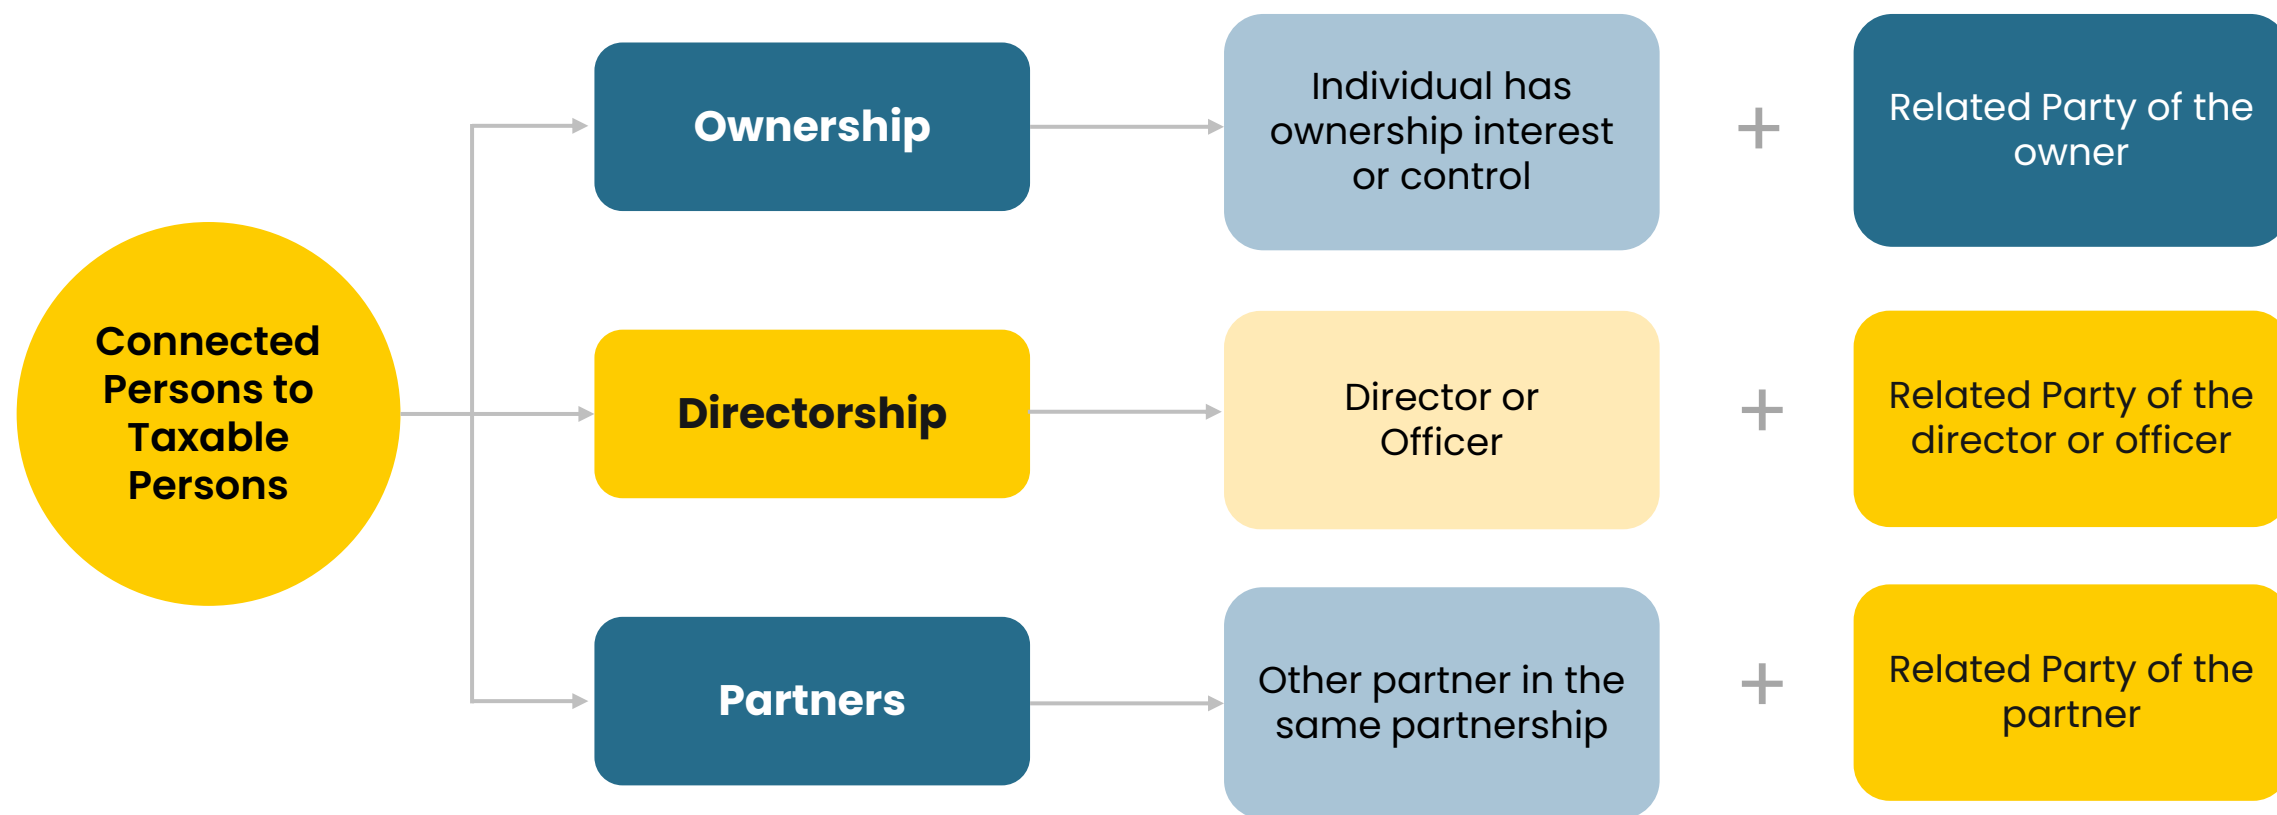 Connected
Persons to
Taxable
Persons
Ownership
Individual has
ownership interest
or control
+
Related Party of the
owner
Directorship
Director or
Officer
+
Related Party of the
director or officer
Partners
Other partner in the
same partnership
+
Related Party of the
partner